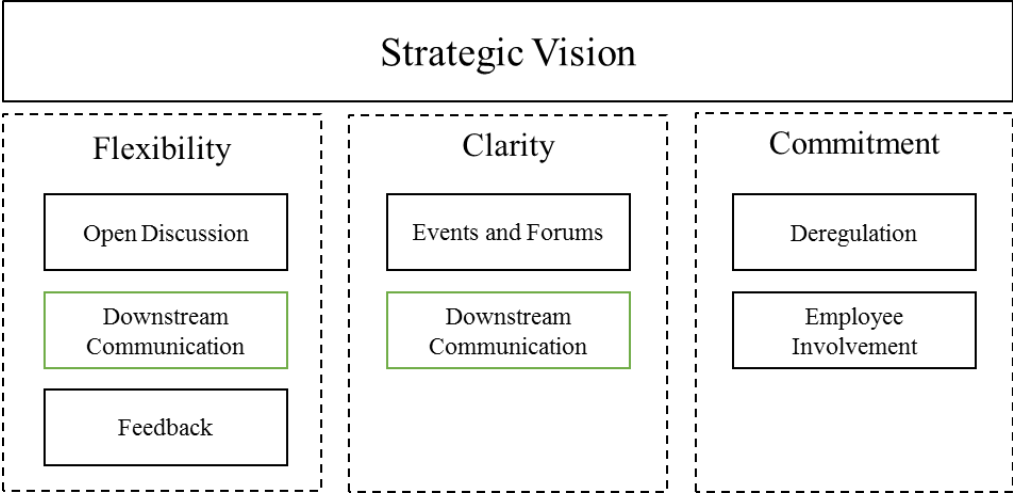 Strategic Vision
Flexibility
Open Discussion
Downstream
Communication
Feedback
Clarity
Events and Forums
Downstream
Communication
Commitment
Deregulation
Employee
Involvement